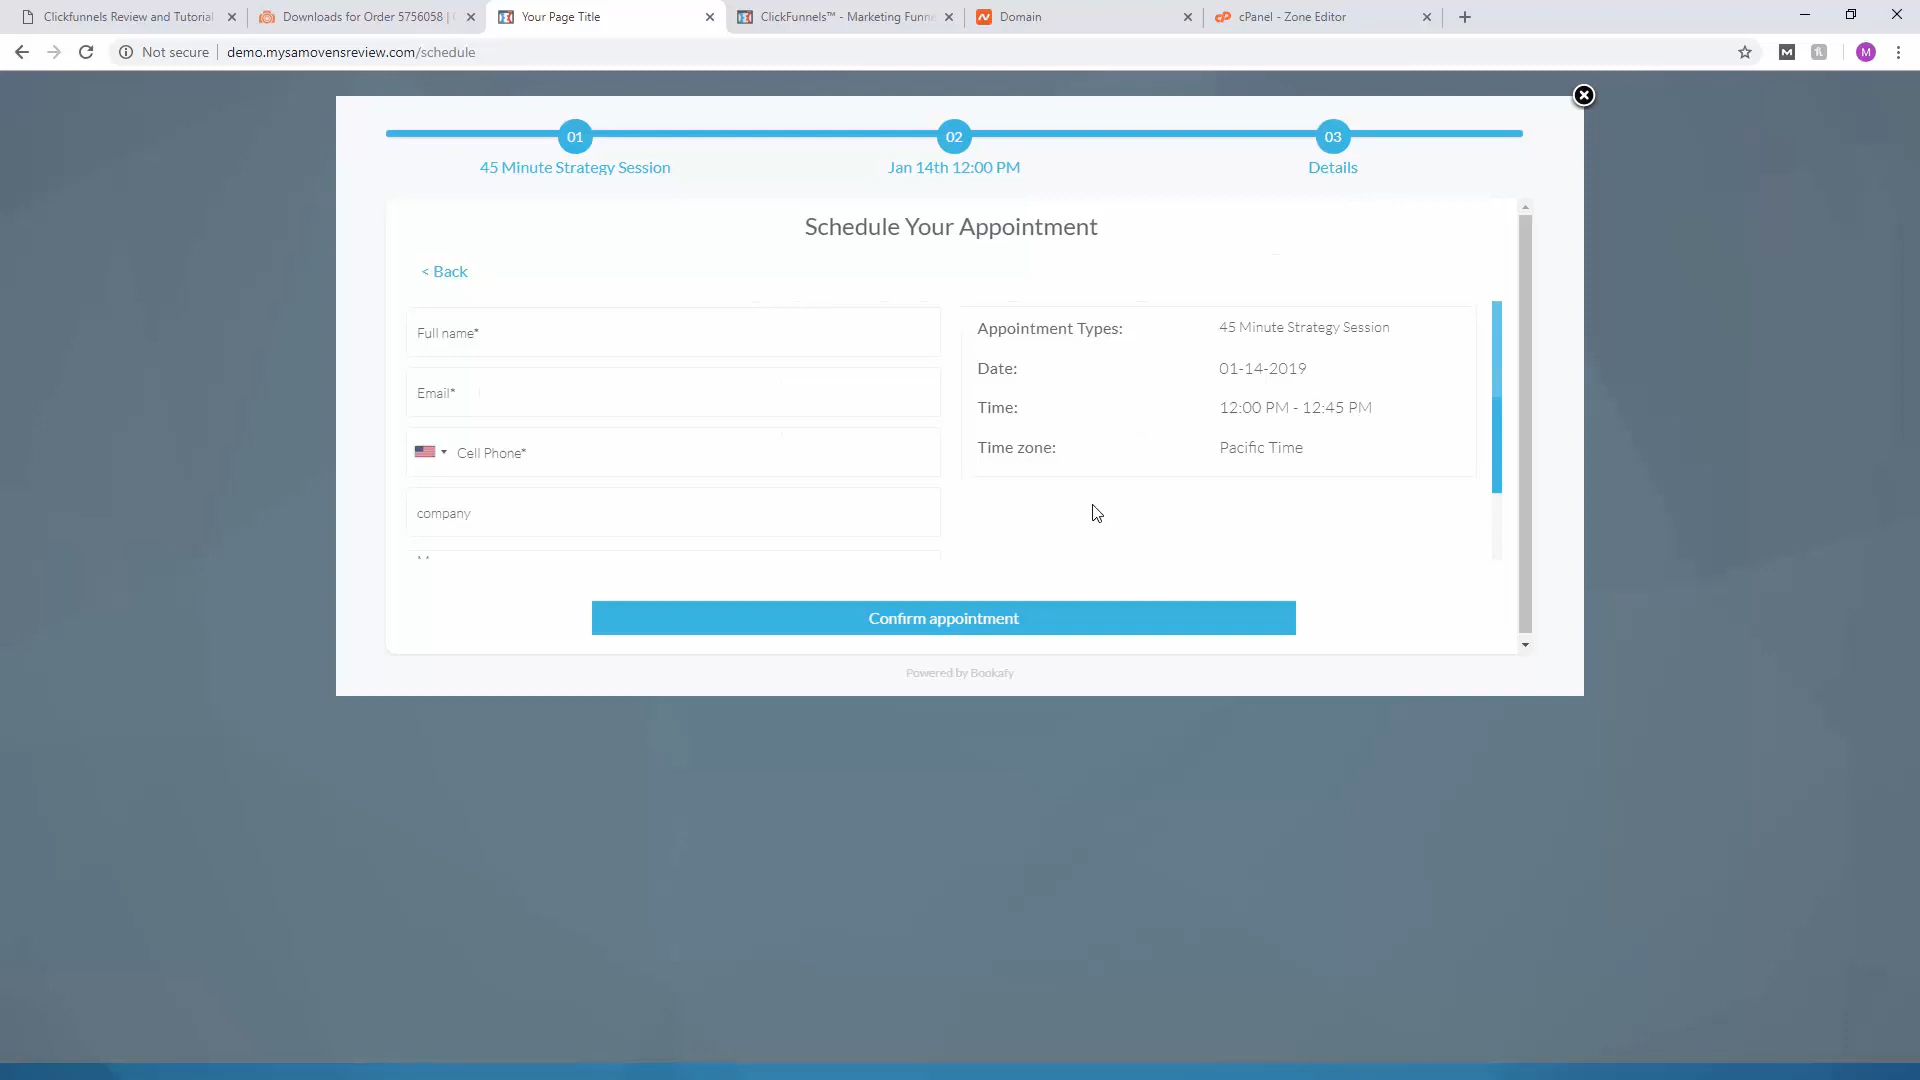 Clickfunnels Review and Tutorial
Downloads for Order 5756058 |
Your Page Title
ClickFunnels™ - Marketing Funne
Domain
cPanel - Zone Editor
Not secure
demo.mysamovensreview.com/schedule
M
M
01
02
03
45 Minute Strategy Session
Jan 14th 12:00 PM
Details
Schedule Your Appointment
< Back
Full name*
Appointment Types:
45 Minute Strategy Session
Date:
01-14-2019
Email*
Time:
12:00 PM - 12:45 PM
Cell Phone*
Time zone:
Pacific Time
company
Confirm appointment
Powered by Bookafy